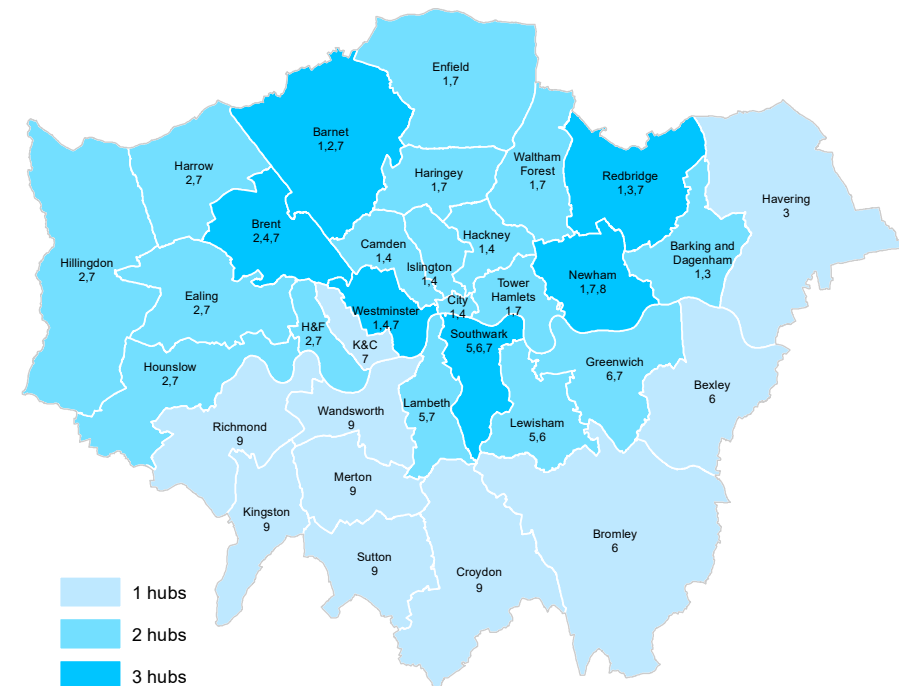 Enfield
1,7
Barnet
1,2,7
Harrow
2,7
Haringey
1,7
Waltham
Forest
1,7
Redbridge
1,3,7
Havering
3
Brent
2,4,7
Camden
1,4
Hackney
1,4
Islington
1,4
Barking and
Dagenham
1,3
Hillingdon
2,7
Newham
1,7,8
Ealing
2,7
Tower
Hamlets
1,7
City
1,4
Westminster
1,4,7
H&F
2,7
K&C
7
Southwark
5,6,7
Hounslow
2,7
Greenwich
6,7
Bexley
6
Wandsworth
9
Lambeth
5,7
Richmond
9
Lewisham
5,6
Merton
9
Kingston
9
Bromley
6
Sutton
9
Croydon
9
1 hubs
2 hubs
3 hubs